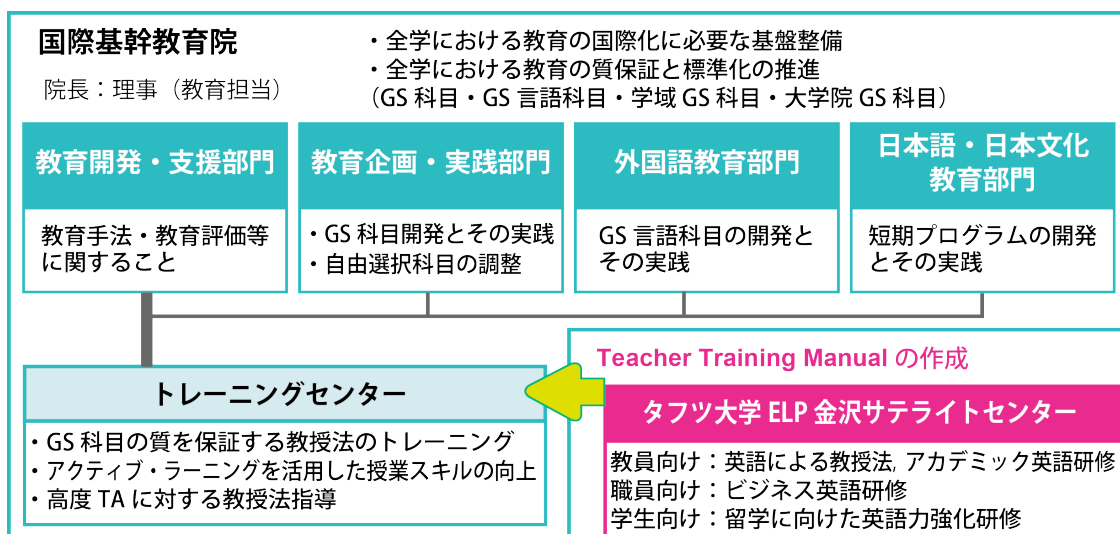 国際基幹教育院
院長：理事（教育担当）
・全学における教育の国際化に必要な基盤整備
・全学における教育の質保証と標準化の推進
（GS 科目・GS 言語科目・学域 GS 科目・大学院 GS 科目）
教育開発・支援部門
教育手法・教育評価等
に関すること
教育企画・実践部門
・GS 科目開発とその実践
・自由選択科目の調整
外国語教育部門
GS 言語科目の開発と
その実践
日本語・日本文化
教育部門
短期プログラムの開発
とその実践
トレーニングセンター
・GS 科目の質を保証する教授法のトレーニング
・アクティブ・ラーニングを活用した授業スキルの向上
・高度 TA に対する教授法指導
Teacher Training Manual の作成
タフツ大学 ELP 金沢サテライトセンター
教員向け：英語による教授法, アカデミック英語研修
職員向け：ビジネス英語研修
学生向け：留学に向けた英語力強化研修